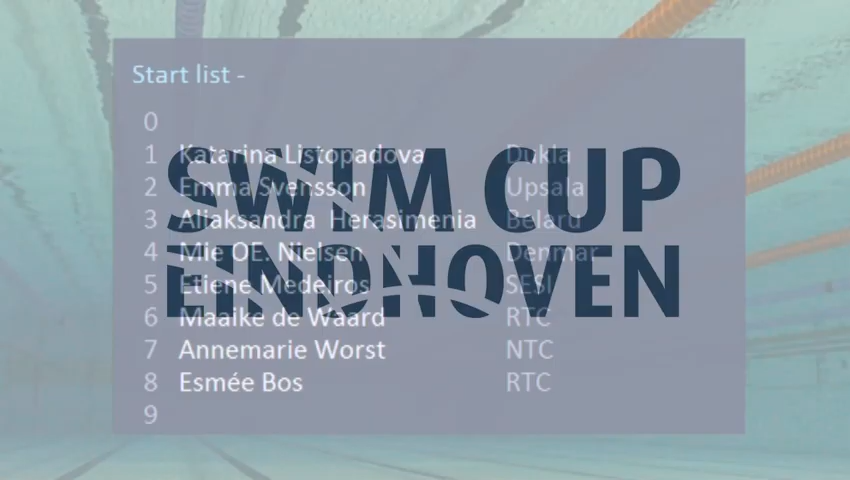 Start list -
0
1 Katarina Listopadova Dukla
2 Emma Svensson Upsala
3 Aliaksandra Herasimenia Belaru
4 Mie OE. Nielsen Denmar
5 Etiene Medeiros SESI
6 Maaike de Waard RTC
7 Annemarie Worst NTC
8 Esmée Bos RTC
9
SWIM CUP
EINDHOVEN